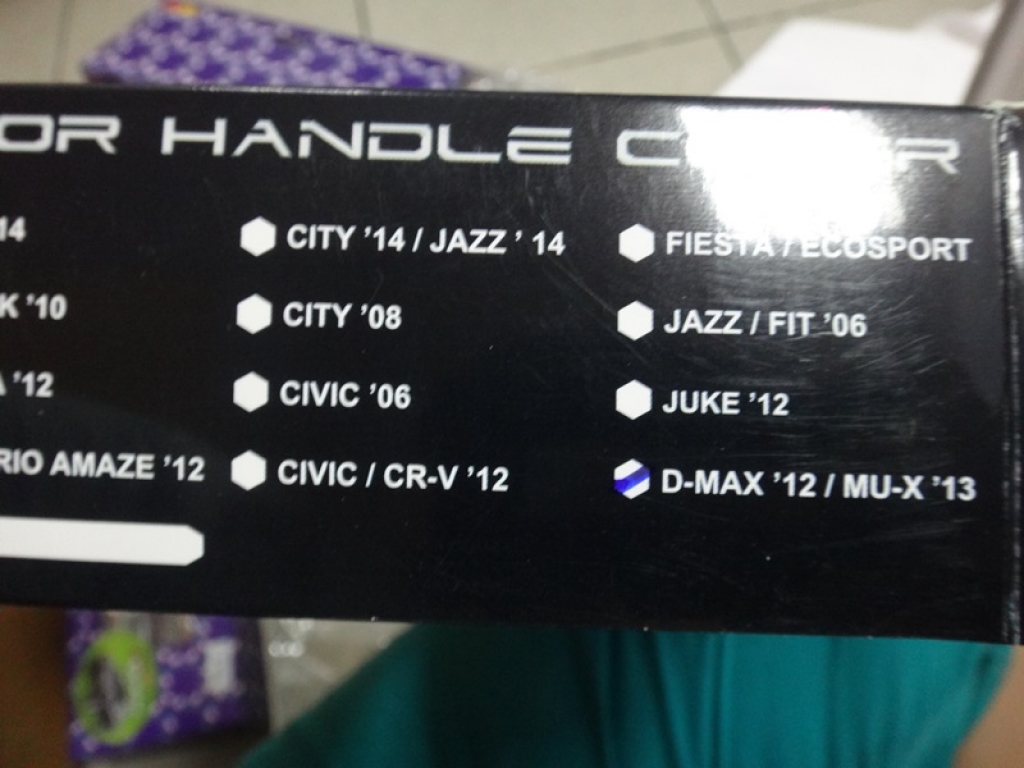 OR HANDLE C ER
14
CITY '14 / JAZZ ' 14
FIESTA / ECOSPORT
K '10
CITY '08
JAZZ / FIT '06
'12
CIVIC '06
JUKE '12
RIO AMAZE '12
CIVIC / CR-V '12
D-MAX '12 / MU-X '13